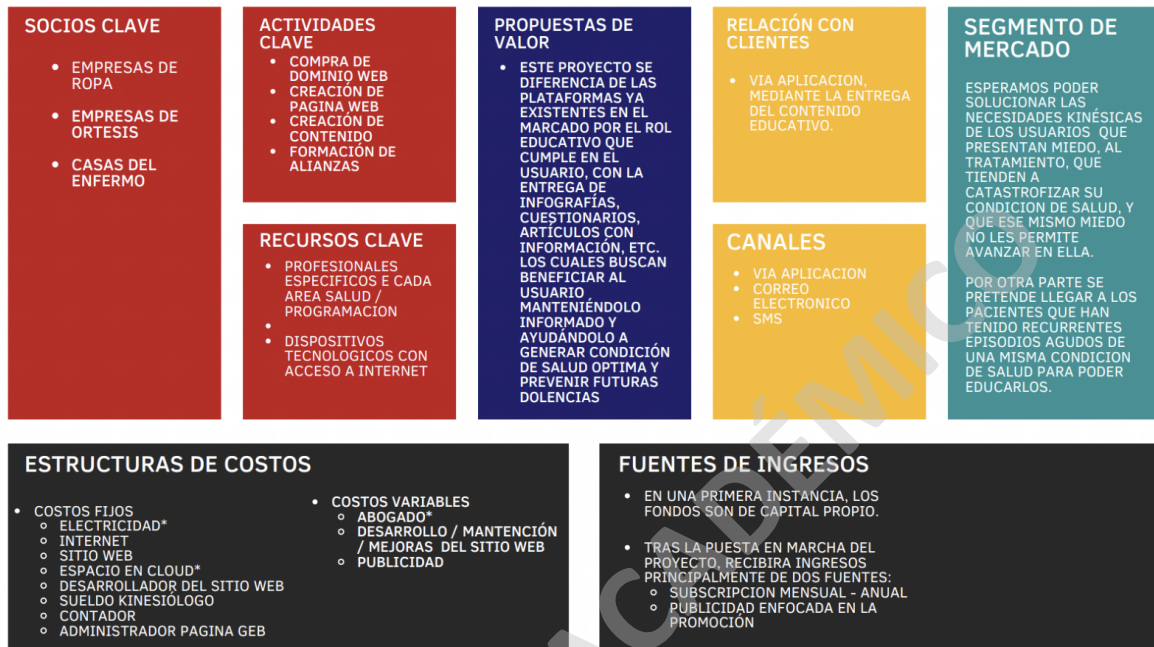 SOCIOS CLAVE
• EMPRESAS DE
ROPA
• EMPRESAS DE
ORTESIS
• CASAS DEL
ENFERMO
ACTIVIDADES
CLAVE
• COMPRA DE
DOMINIO WEB
• CREACIÓN DE
PAGINA WEB
• CREACIÓN DE
CONTENIDO
• FORMACIÓN DE
ALIANZAS
RECURSOS CLAVE
• PROFESIONALES
ESPECIFICOS E CADA
AREA SALUD /
PROGRAMACION
•
• DISPOSITIVOS
TECNOLOGICOS CON
ACCESO A INTERNET
PROPUESTAS DE
VALOR
• ESTE PROYECTO SE
DIFERENCIA DE LAS
PLATAFORMAS YA
EXISTENTES EN EL
MARCADO POR EL ROL
EDUCATIVO QUE
CUMPLE EN EL
USUARIO, CON LA
ENTREGA DE
INFOGRAFÍAS,
CUESTIONARIOS,
ARTÍCULOS CON
INFORMACIÓN, ETC.
LOS CUALES BUSCAN
BENEFICIAR AL
USUARIO
MANTENIÉNDOLO
INFORMADO Y
AYUDÁNDOLO A
GENERAR CONDICIÓN
DE SALUD OPTIMA Y
PREVENIR FUTURAS
DOLENCIAS
RELACIÓN CON
CLIENTES
• VIA APLICACION,
MEDIANTE LA ENTREGA
DEL CONTENIDO
EDUCATIVO.
CANALES
• VIA APLICACION
• CORREO
ELECTRONICO
• SMS
SEGMENTO DE
MERCADO
ESPERAMOS PODER
SOLUCIONAR LAS
NECESIDADES KINÉSICAS
DE LOS USUARIOS QUE
PRESENTAN MIEDO, AL
TRATAMIENTO, QUE
TIENDEN A
CATASTROFIZAR SU
CONDICION DE SALUD, Y
QUE ESE MISMO MIEDO
NO LES PERMITE
AVANZAR EN ELLA.
POR OTRA PARTE SE
PRETENDE LLEGAR A LOS
PACIENTES QUE HAN
TENIDO RECURRENTES
EPISODIOS AGUDOS DE
UNA MISMA CONDICION
DE SALUD PARA PODER
EDUCARLOS.
ESTRUCTURAS DE COSTOS
• COSTOS FIJOS
ELECTRICIDAD*
INTERNET
SITIO WEB
ESPACIO EN CLOUD*
DESARROLLADOR DEL SITIO WEB
SUELDO KINESIÓLOGO
CONTADOR
ADMINISTRADOR PAGINA GEB
• COSTOS VARIABLES
ABOGADO*
DESARROLLO / MANTENCIÓN
/ MEJORAS DEL SITIO WEB
PUBLICIDAD
FUENTES DE INGRESOS
• EN UNA PRIMERA INSTANCIA, LOS
FONDOS SON DE CAPITAL PROPIO.
• TRAS LA PUESTA EN MARCHA DEL
PROYECTO, RECIBIRA INGRESOS
PRINCIPALMENTE DE DOS FUENTES:
SUBSCRIPCION MENSUAL - ANUAL
PUBLICIDAD ENFOCADA EN LA
PROMOCIÓN
ACADÉMICO